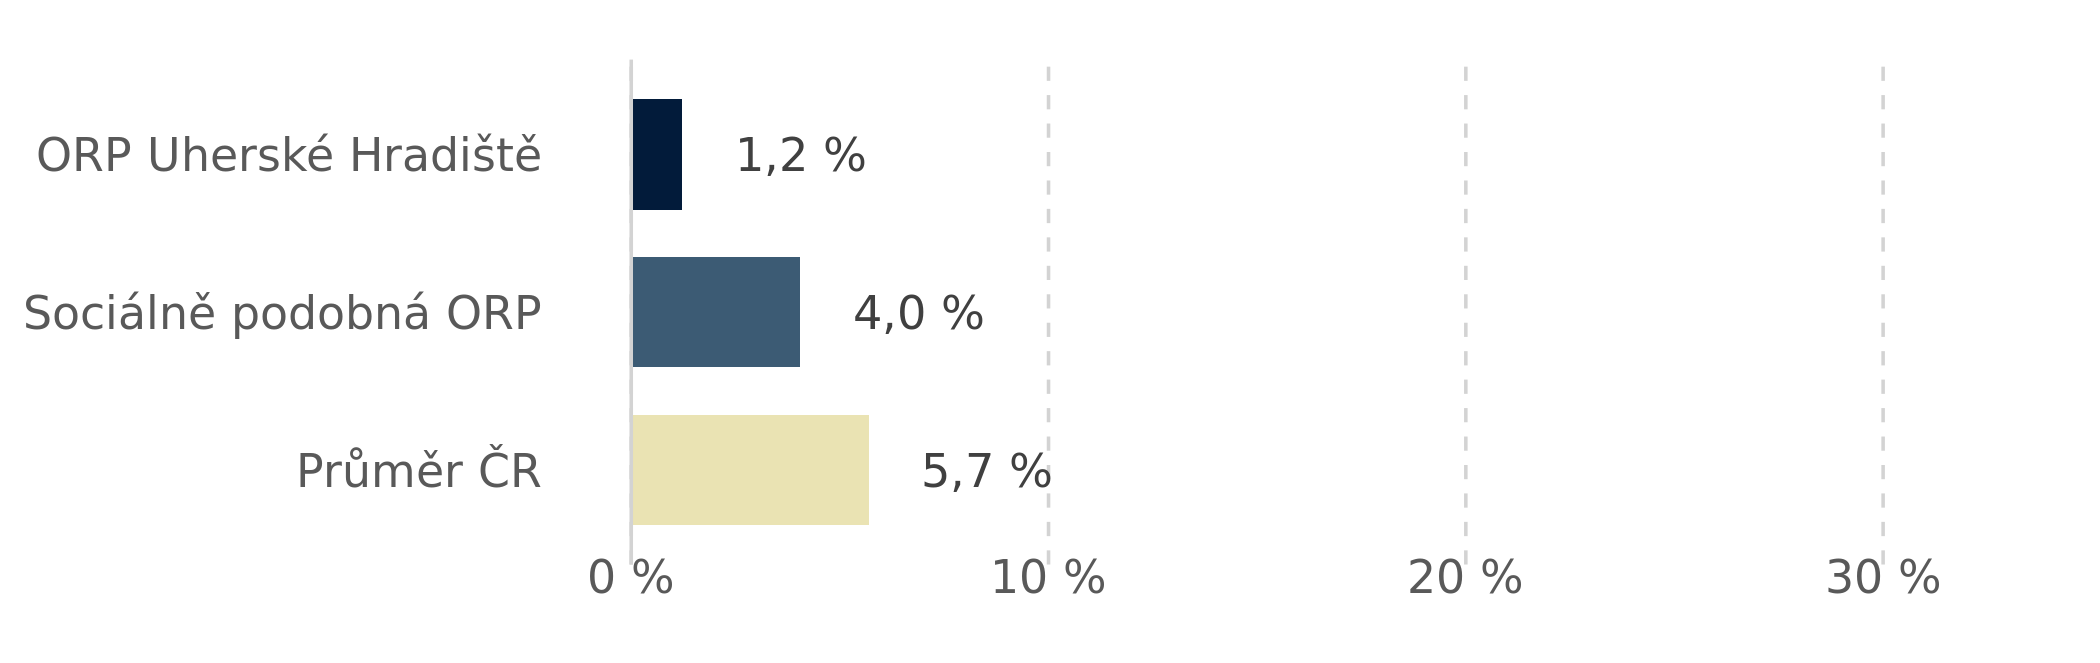 ORP Uherské Hradiště
1,2 %
Sociálně podobná ORP
4,0 %
Průměr ČR
5,7 %
0 %
10 %
20 %
30 %